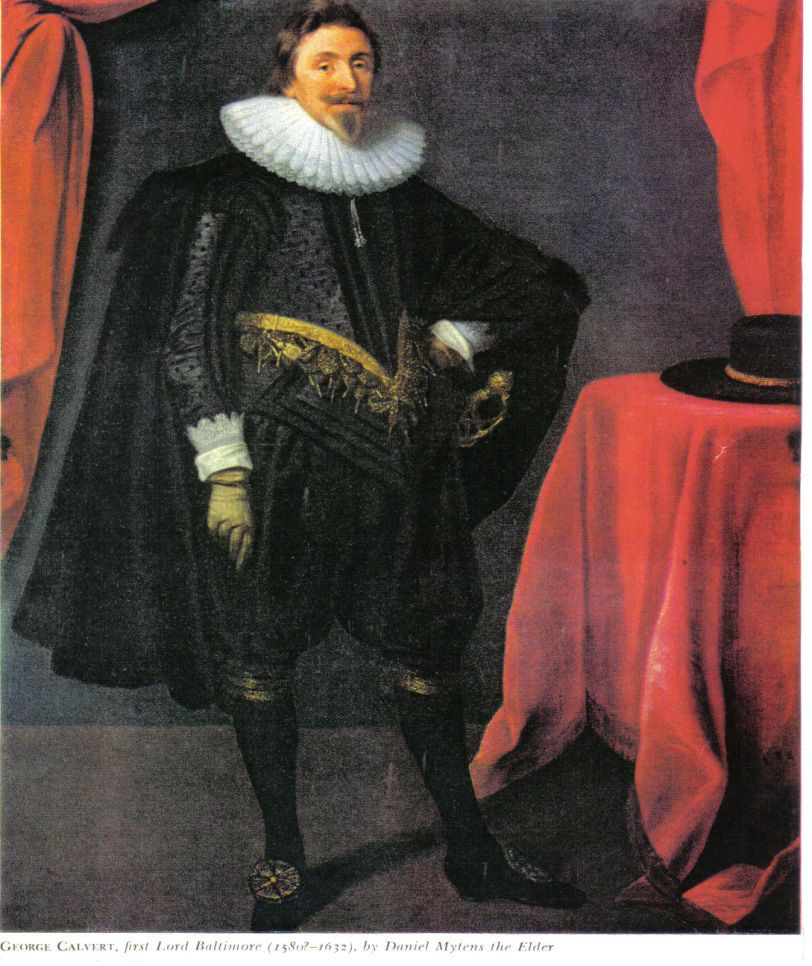 GEORGE CALVERT, first Lord Baltimore (1580?–1632), by Daniel Mytens the Elder